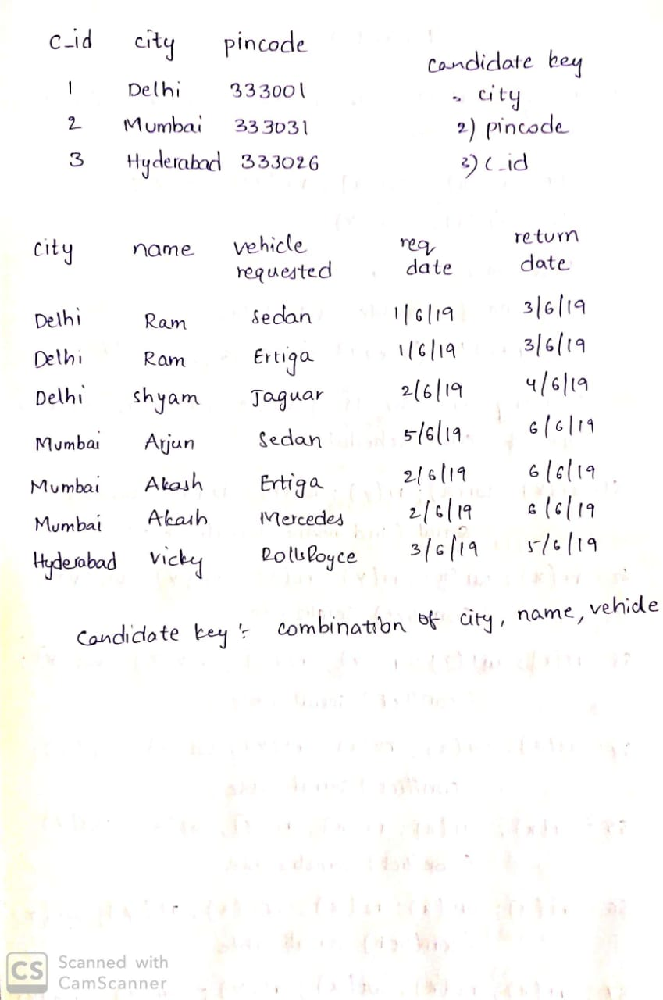 c_id city pincode
candidate key
1 Delhi 333001
city
2 Mumbai 333031
2) pincode
3 Hyderabad 333026
3) c_id
city name vehicle requested req date return date
Delhi Ram sedan 1/6/19 3/6/19
Delhi Ram Ertiga 1/6/19 3/6/19
Delhi shyam Jaguar 2/6/19 4/6/19
Mumbai Arjun Sedan 5/6/19 6/6/19
Mumbai Akash Ertiga 2/6/19 6/6/19
Mumbai Akash Mercedes 2/6/19 6/6/19
Hyderabad vicky RollsRoyce 3/6/19 5/6/19
Candidate key :- combination of city, name, vehicle
CS Scanned with
CamScanner